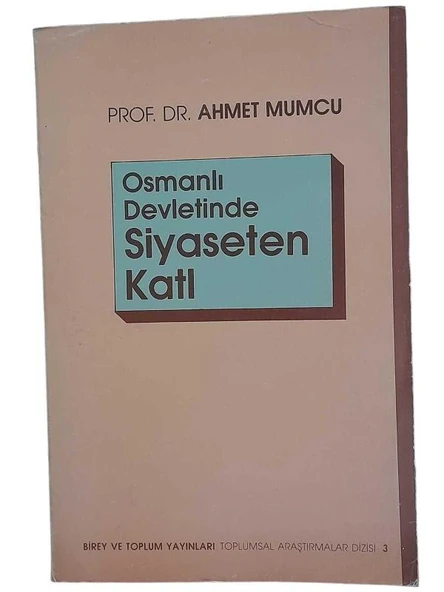 PROF. DR. AHMET MUMCU
Osmanlı
Devletinde
Siyaseten
Katl
BİREY VE TOPLUM YAYINLARI TOPLUMSAL ARAŞTIRMALAR DİZİSİ 3